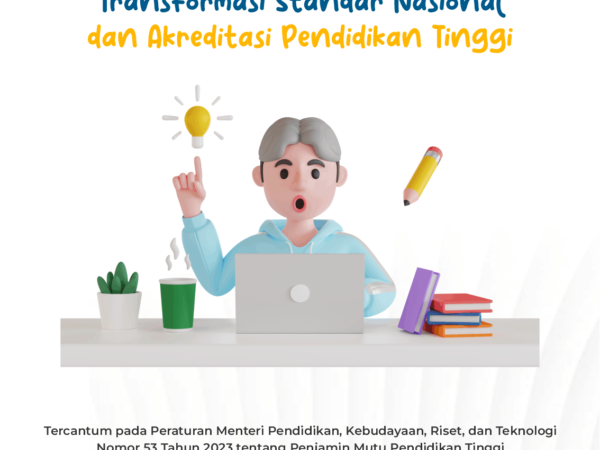 Transformasi Standar Nasional
dan Akreditasi Pendidikan Tinggi
Tercantum pada Peraturan Menteri Pendidikan, Kebudayaan, Riset, dan Teknologi
Nomor 53 Tahun 2023 tentang Penjamin Mutu Pendidikan Tinggi